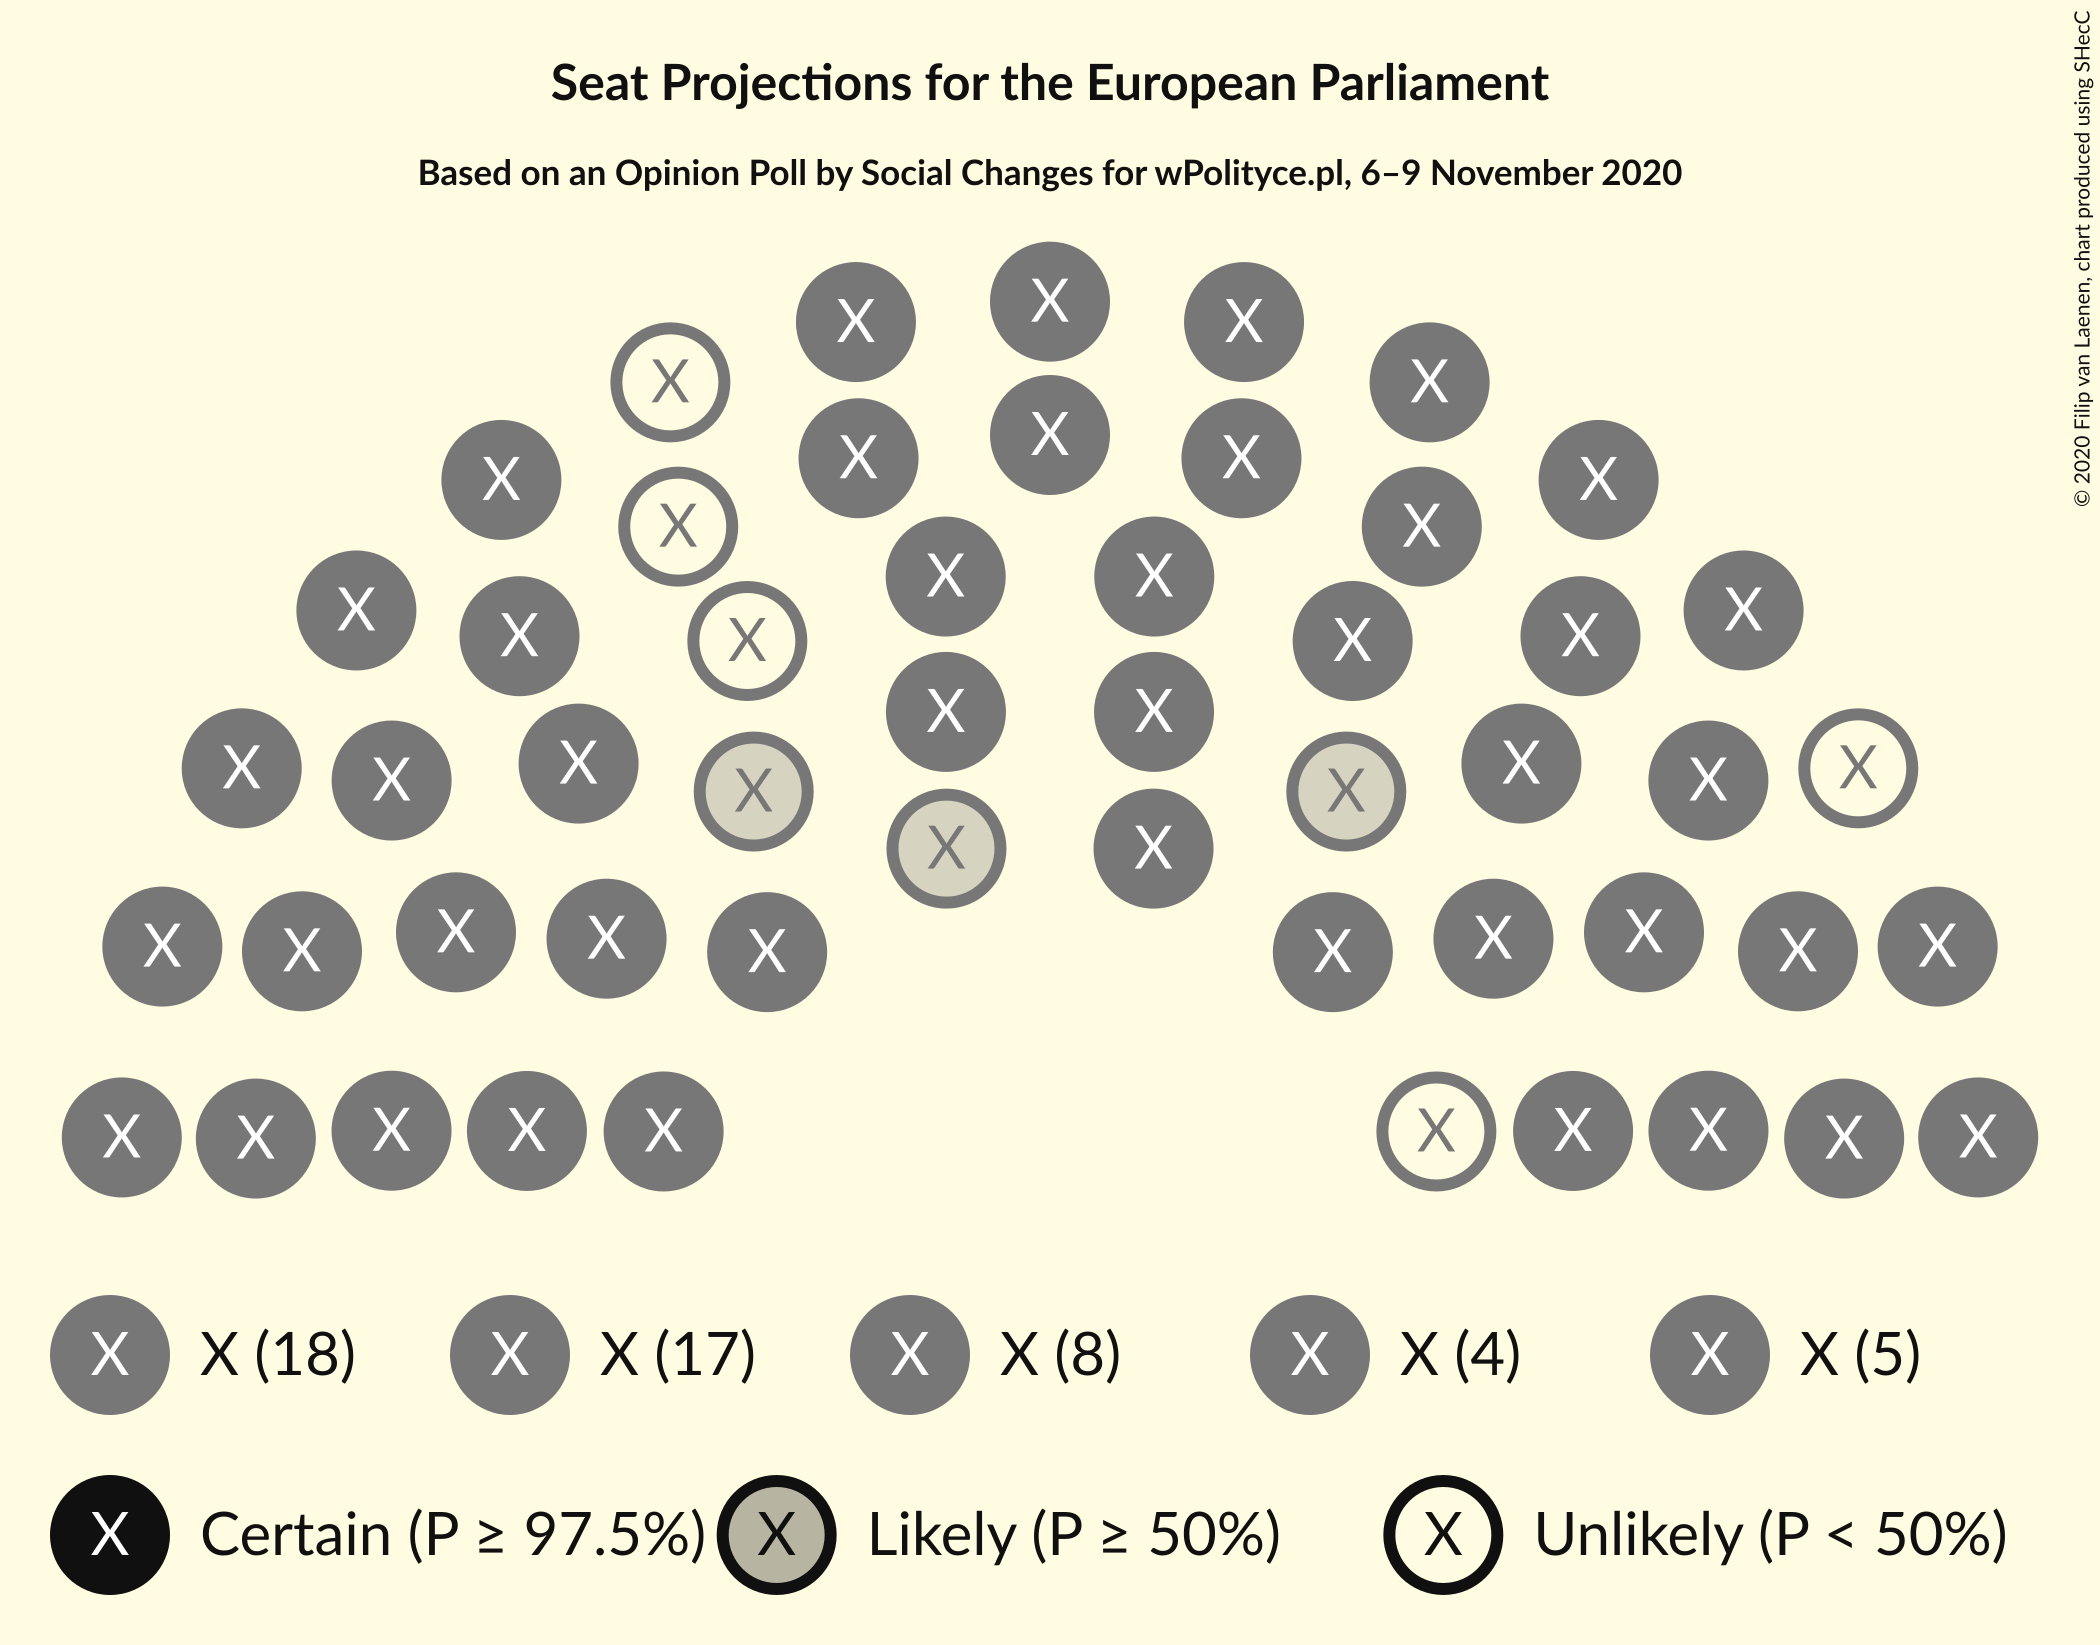 Seat Projections for the European Parliament
Based on an Opinion Poll by Social Changes for wPolityce.pl, 6–9 November 2020
© 2020 Filip van Laenen, chart produced using SHecC
X X X
X X
X X X X X
X X
X X X X X X X X
X X
X X X X X X X X
X X
X X X X X X X X X X
X X X X X X X X X X
X X (18) X X (17) X X (8) X X (4) X X (5)
X Certain (P ≥ 97.5%) X Likely (P ≥ 50%) X Unlikely (P < 50%)